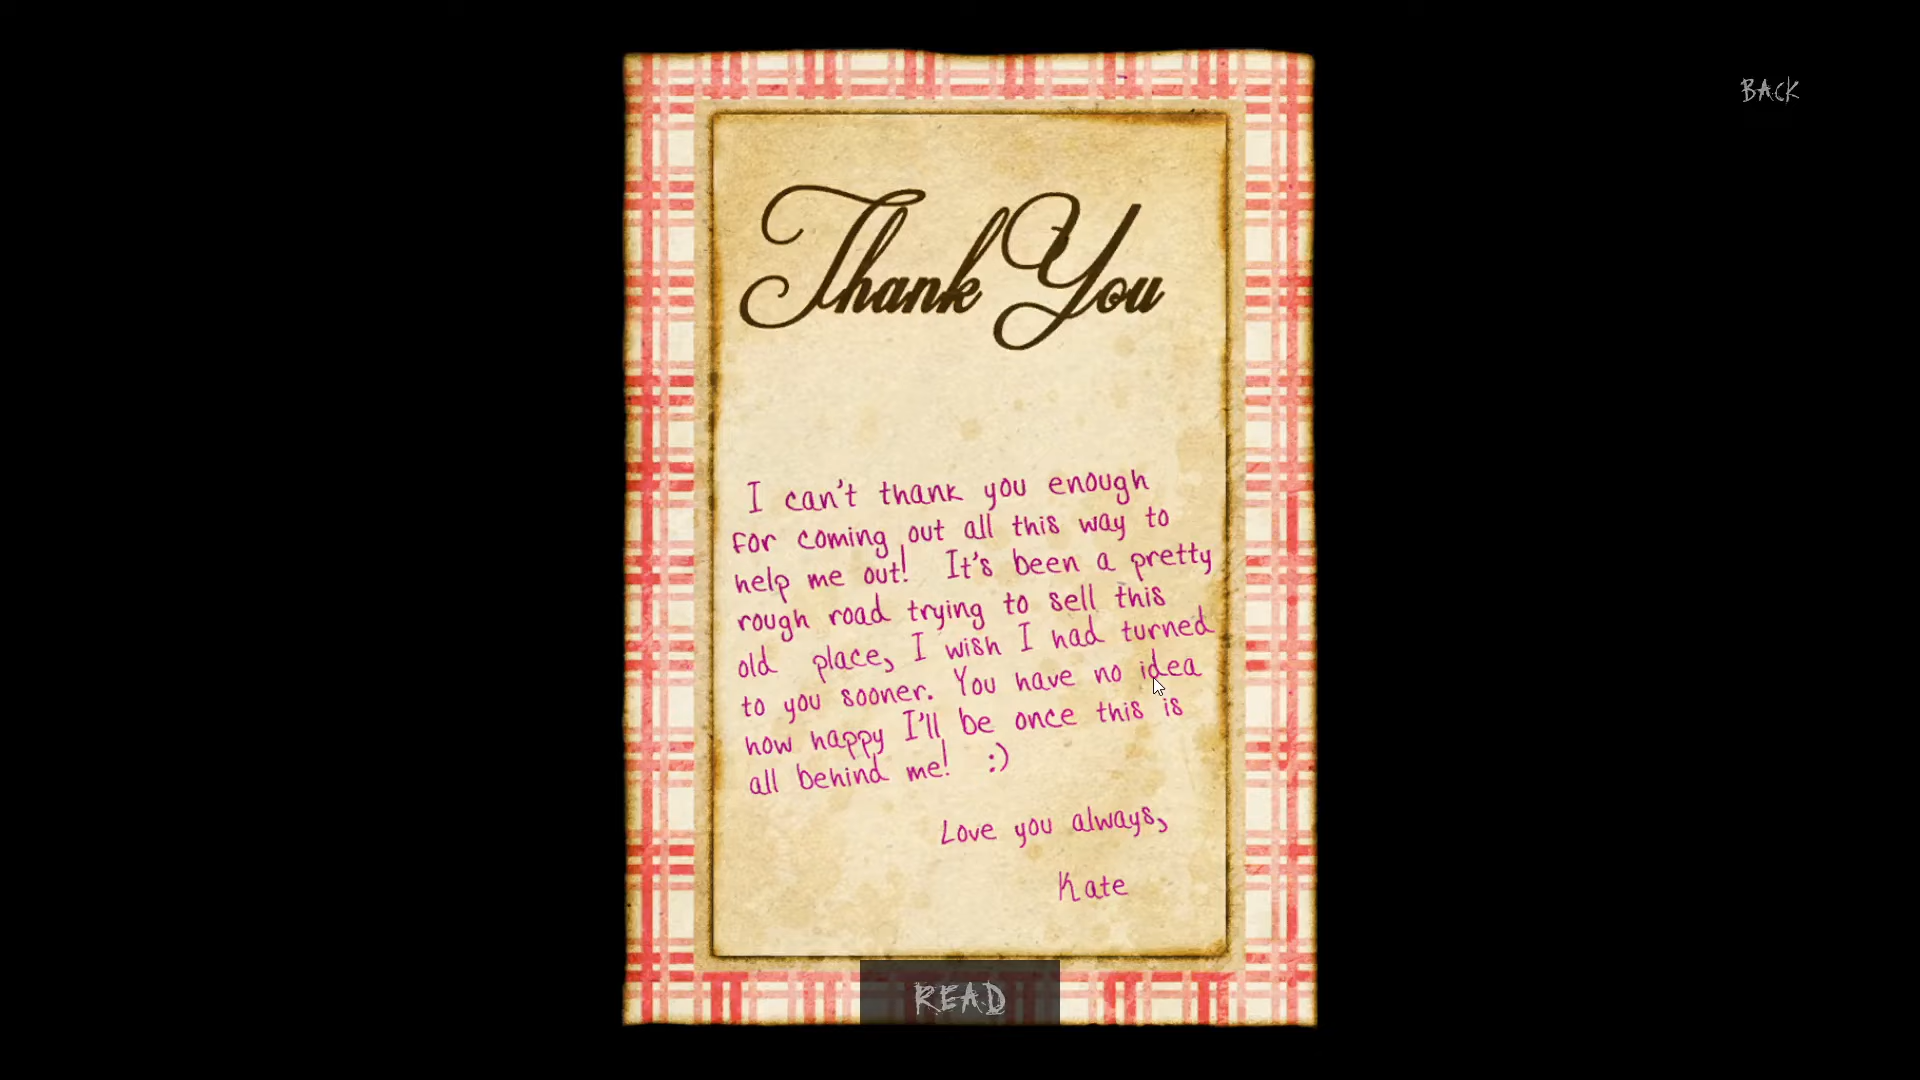 BACK
Thank You
I can't thank you enough
for coming out all this way to
help me out! It's been a pretty
rough road trying to sell this
old place, I wish I had turned
to you sooner. You have no idea
how happy I'll be once this is
all behind me! :)
Love you always,
Kate
READ